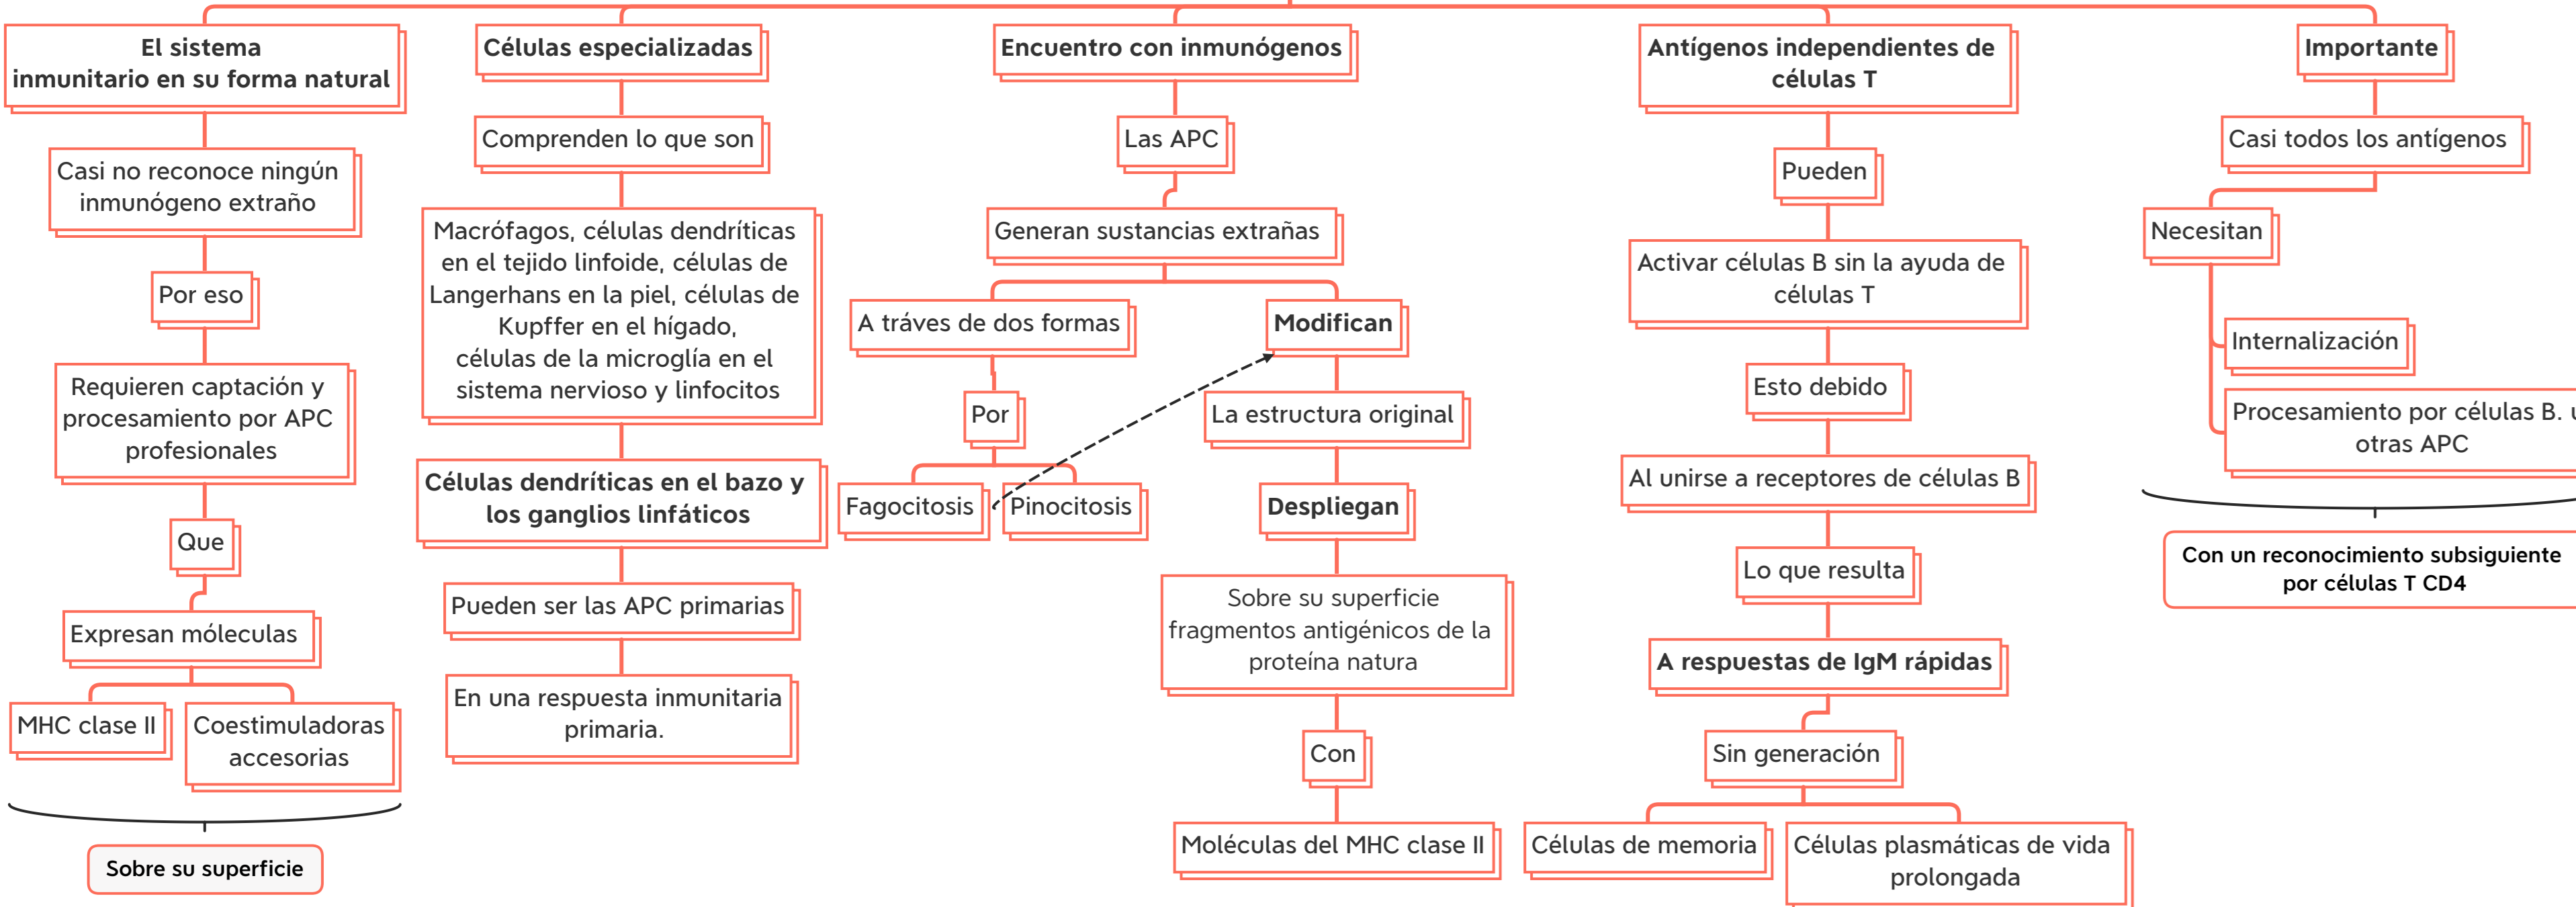 El sistema
inmunitario en su forma natural
Casi no reconoce ningún
inmunógeno extraño
Por eso
Requieren captación y
procesamiento por APC
profesionales
Que
Expresan móleculas
MHC clase II
Coestimuladoras
accesorias
Sobre su superficie
Células especializadas
Comprenden lo que son
Macrófagos, células dendríticas
en el tejido linfoide, células de
Langerhans en la piel, células de
Kupffer en el hígado,
células de la microglía en el
sistema nervioso y linfocitos
Células dendríticas en el bazo y
los ganglios linfáticos
Pueden ser las APC primarias
En una respuesta inmunitaria
primaria.
Encuentro con inmunógenos
Las APC
Generan sustancias extrañas
A tráves de dos formas
Por
Fagocitosis
Pinocitosis
Modifican
La estructura original
Despliegan
Sobre su superficie
fragmentos antigénicos de la
proteína natura
Con
Moléculas del MHC clase II
Antígenos independientes de
células T
Pueden
Activar células B sin la ayuda de
células T
Esto debido
Al unirse a receptores de células B
Lo que resulta
A respuestas de IgM rápidas
Sin generación
Células de memoria
Células plasmáticas de vida
prolongada
Importante
Casi todos los antígenos
Necesitan
Internalización
Procesamiento por células B. u
otras APC
Con un reconocimiento subsiguiente
por células T CD4